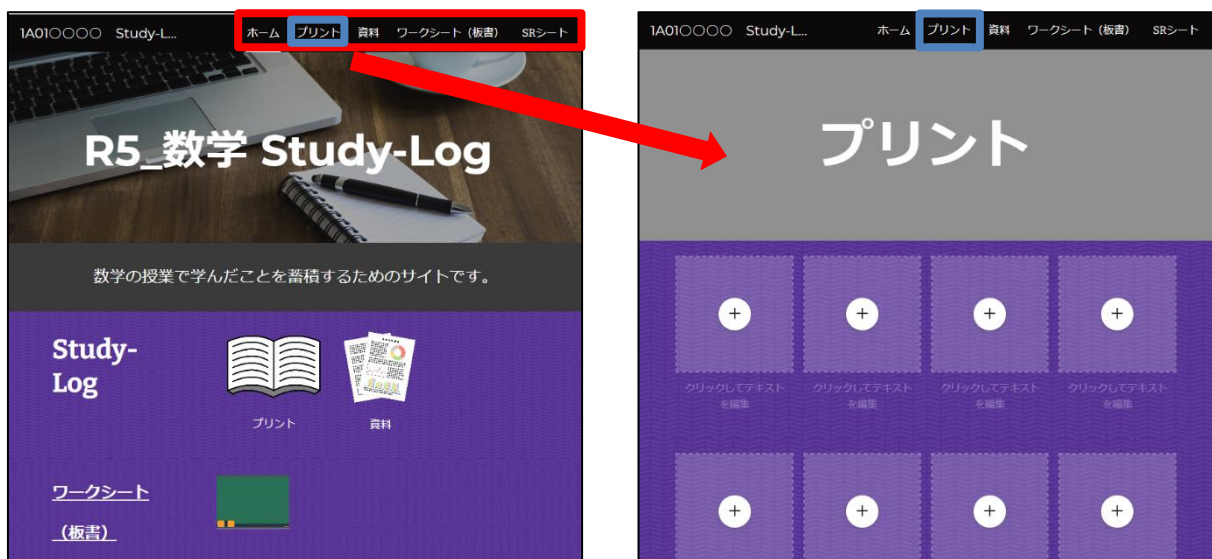 1A01〇〇〇〇 Study-L...
ホーム プリント 資料 ワークシート（板書） SRシート
R5_数学 Study-Log
数学の授業で学んだことを蓄積するためのサイトです。
Study-
Log
プリント 資料
ワークシート
（板書）
1A01〇〇〇〇 Study-L...
ホーム プリント 資料 ワークシート（板書） SRシート
プリント
クリックしてテキスト
を編集
クリックしてテキスト
を編集
クリックしてテキスト
を編集
クリックしてテキスト
を編集